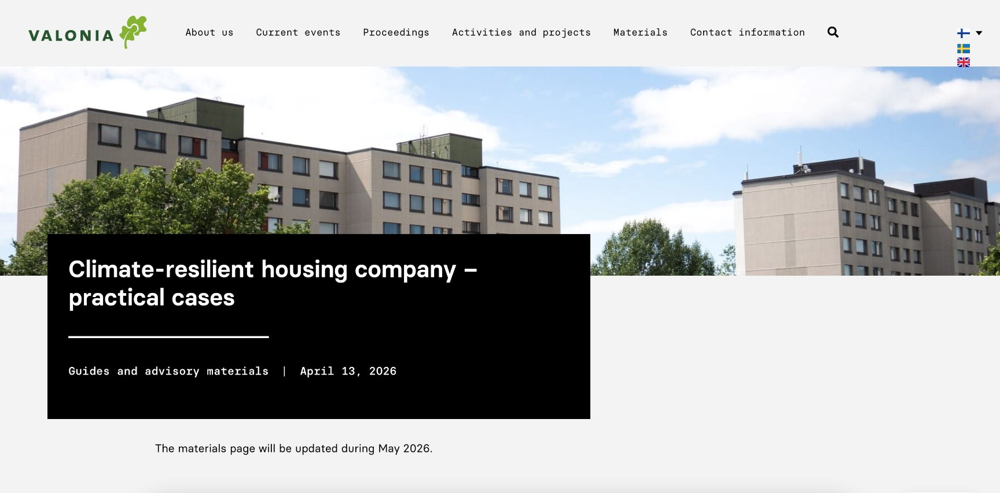 VALONIA
About us
Current events
Proceedings
Activities and projects
Materials
Contact information
Climate-resilient housing company –
practical cases
Guides and advisory materials | April 13, 2026
The materials page will be updated during May 2026.